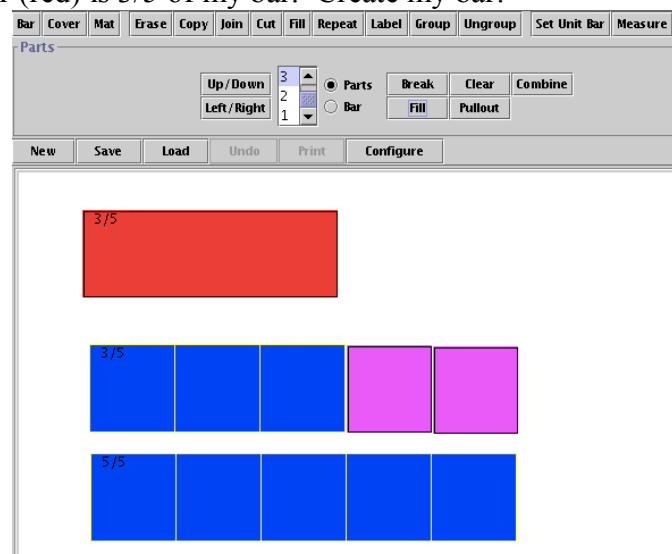 (red) is 3/5 of my bar. Create my bar.
Bar Cover Mat Erase Copy Join Cut Fill Repeat Label Group Ungroup Set Unit Bar Measure
Parts
Up/Down 3 Parts Break Clear Combine
Left/Right 2 Bar Fill Pullout
1
New Save Load Undo Print Configure
3/5
3/5
5/5